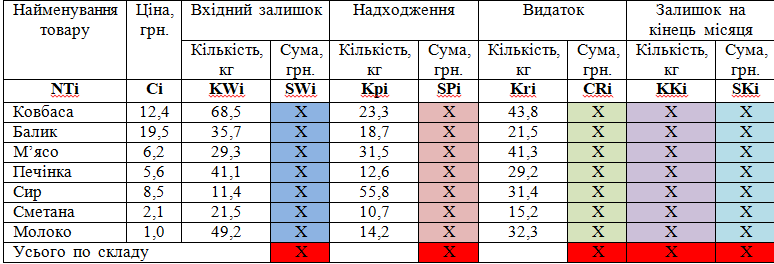 Найменування товару Ціна, грн. Вхідний залишок Надходження Видаток Залишок на кінець місяця
Кількість, кг Сума, грн. Кількість, кг Сума, грн. Кількість, кг Сума, грн. Кількість, кг Сума, грн.
NTi Ci KWi SWi Kpi SPi Kri CRi KKi SKi
Ковбаса 12,4 68,5 X 23,3 X 43,8 X X X
Балик 19,5 35,7 X 18,7 X 21,5 X X X
М’ясо 6,2 29,3 X 31,5 X 41,3 X X X
Печінка 5,6 41,1 X 12,6 X 29,2 X X X
Сир 8,5 11,4 X 55,8 X 31,4 X X X
Сметана 2,1 21,5 X 10,7 X 15,2 X X X
Молоко 1,0 49,2 X 14,2 X 32,3 X X X
Усього по складу X X X X X